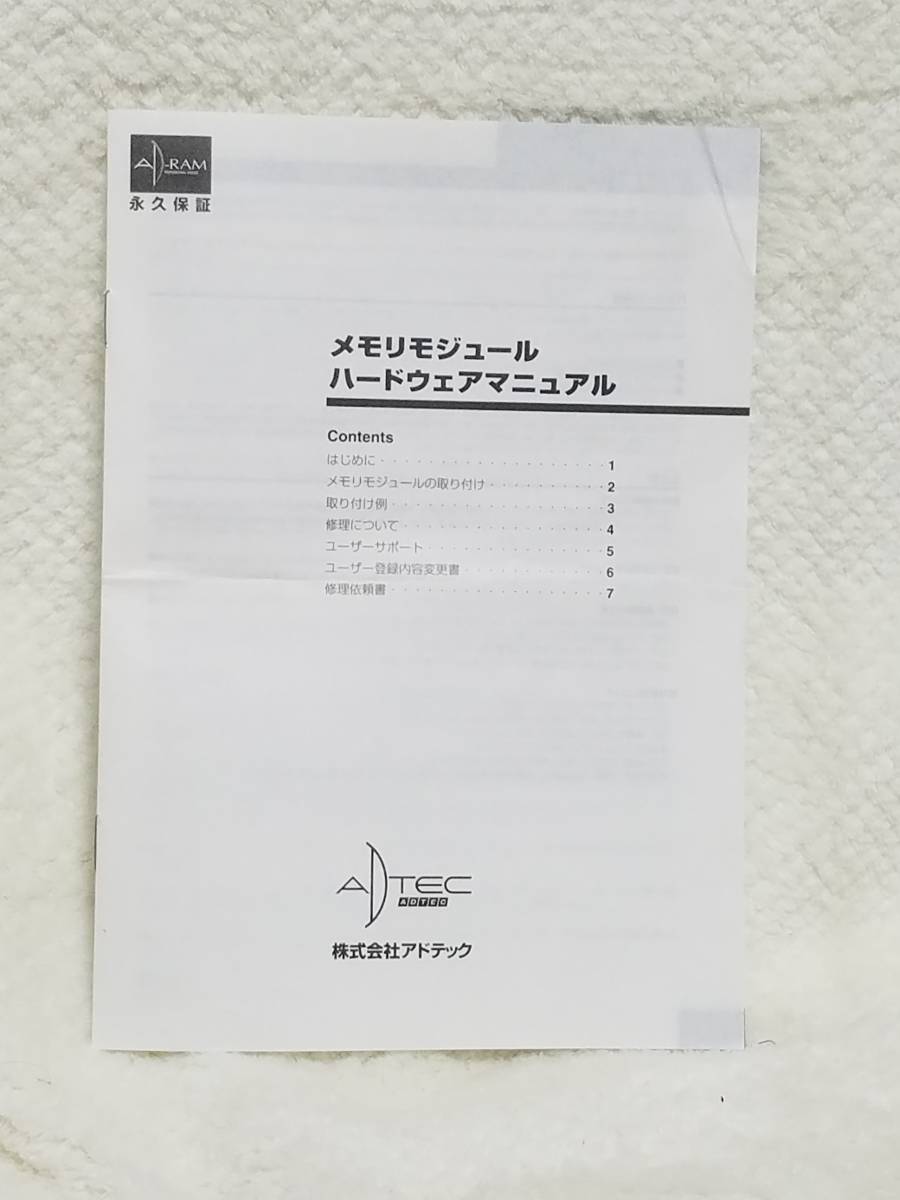 AD-RAM
永久保証
メモリモジュール
ハードウェアマニュアル
Contents
はじめに・・・・・・・・・・・・・・・・・・・1
メモリモジュールの取り付け・・・・・・・・・・2
取り付け例・・・・・・・・・・・・・・・・・・3
修理について・・・・・・・・・・・・・・・・・4
ユーザーサポート・・・・・・・・・・・・・・・5
ユーザー登録内容変更書・・・・・・・・・・・・6
修理依頼書・・・・・・・・・・・・・・・・・・7
ADTEC
ADTEC
株式会社アドテック